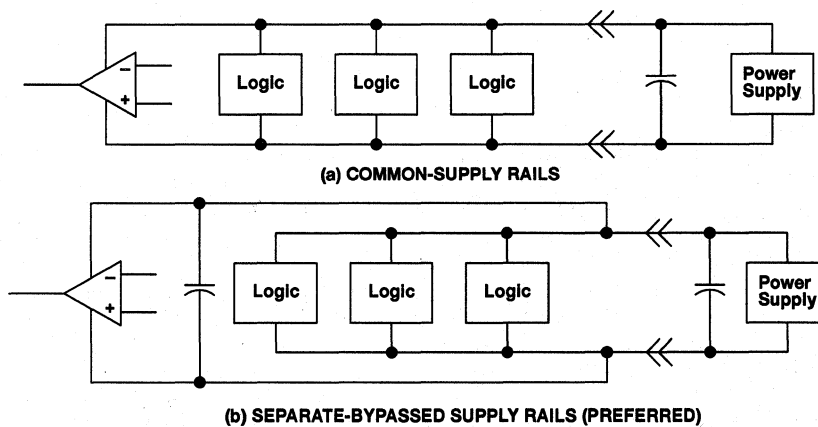 −
+
Logic
Logic
Logic
Power
Supply
(a) COMMON-SUPPLY RAILS
−
+
Logic
Logic
Logic
Power
Supply
(b) SEPARATE-BYPASSED SUPPLY RAILS (PREFERRED)